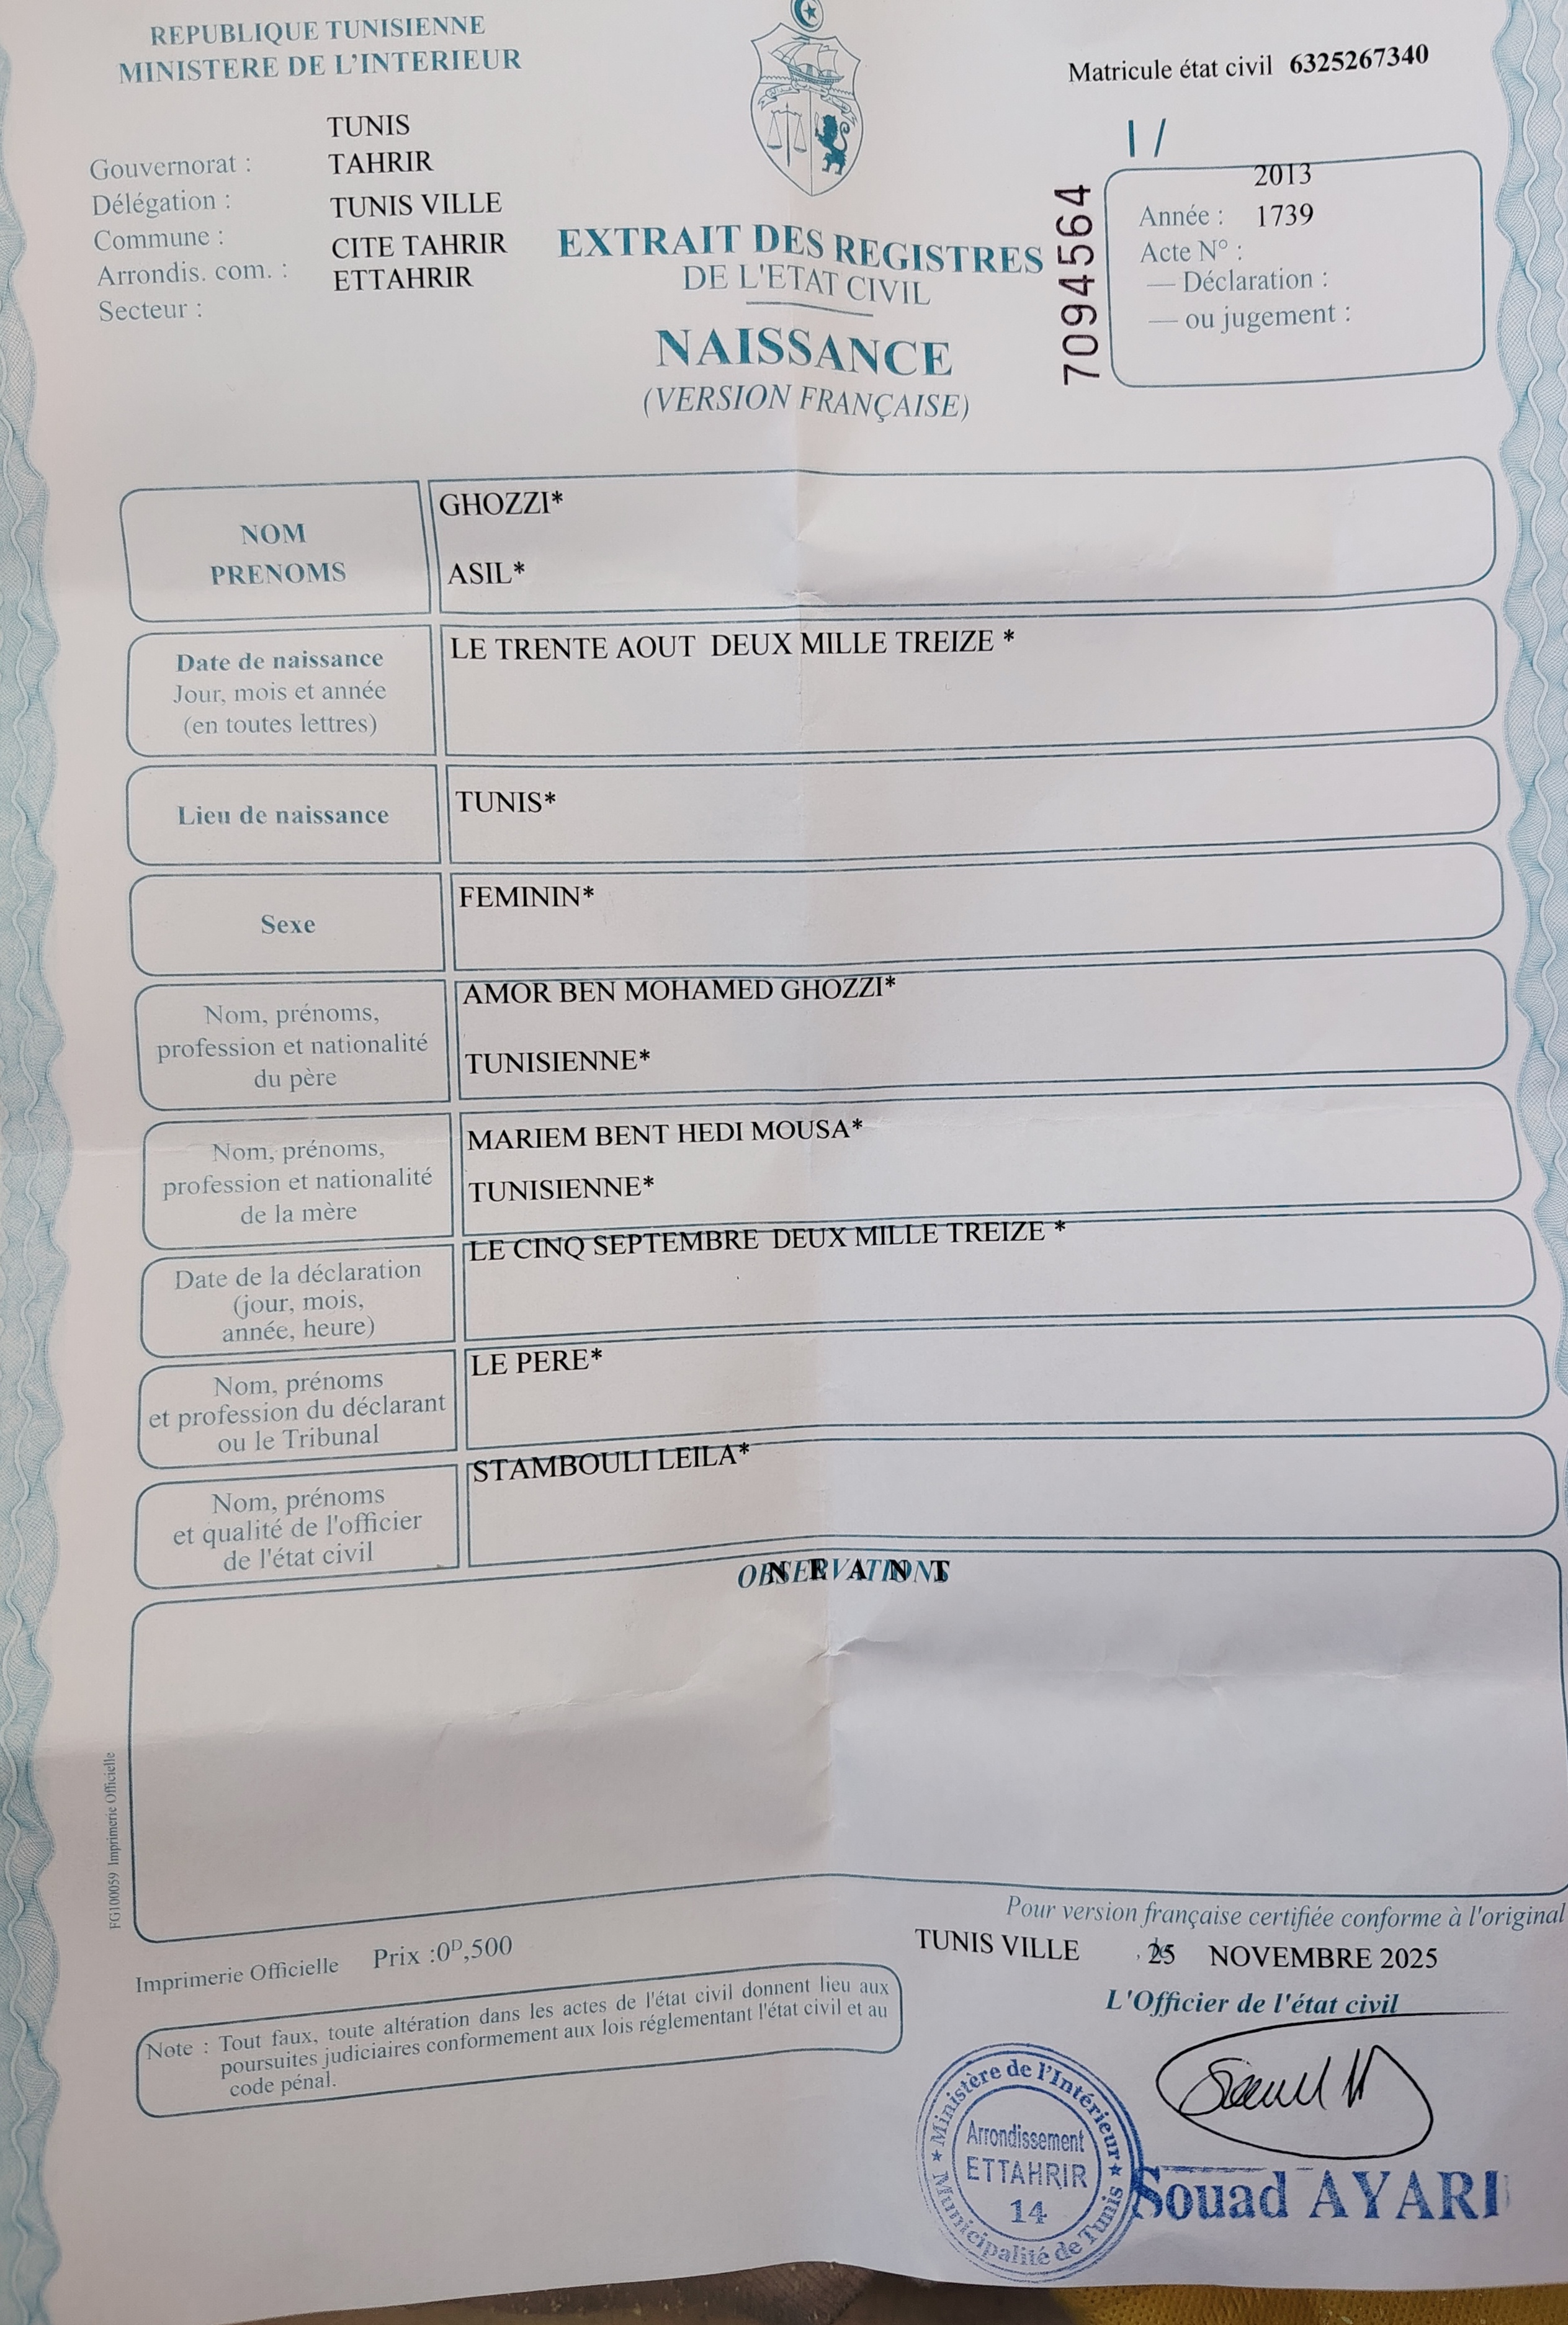 REPUBLIQUE TUNISIENNE
MINISTERE DE L'INTERIEUR
Matricule état civil 6325267340
TUNIS
Gouvernorat : TAHRIR
Délégation : TUNIS VILLE
Commune : CITE TAHRIR
Arrondis. com. : ETTAHRIR
Secteur :
EXTRAIT DES REGISTRES
DE L'ETAT CIVIL
NAISSANCE
(VERSION FRANÇAISE)
7094564
1/
2013
Année : 1739
Acte N° :
— Déclaration :
— ou jugement :
NOM
PRENOMS
GHOZZI*
ASIL*
Date de naissance
Jour, mois et année
(en toutes lettres)
LE TRENTE AOUT DEUX MILLE TREIZE *
Lieu de naissance
TUNIS*
Sexe
FEMININ*
Nom, prénoms,
profession et nationalité
du père
AMOR BEN MOHAMED GHOZZI*
TUNISIENNE*
Nom, prénoms,
profession et nationalité
de la mère
MARIEM BENT HEDI MOUSA*
TUNISIENNE*
Date de la déclaration
(jour, mois,
année, heure)
LE CINQ SEPTEMBRE DEUX MILLE TREIZE *
Nom, prénoms
et profession du déclarant
ou le Tribunal
LE PERE*
Nom, prénoms
et qualité de l'officier
de l'état civil
STAMBOULI LEILA*
OBSERVATIONS
N E A N T
FG100059 Imprimerie Officielle
Pour version française certifiée conforme à l'original
TUNIS VILLE , le 25 NOVEMBRE 2025
L'Officier de l'état civil
Imprimerie Officielle Prix :0ᴰ,500
Note : Tout faux, toute altération dans les actes de l'état civil donnent lieu aux
poursuites judiciaires conformement aux lois réglementant l'état civil et au
code pénal.
Ministère de l'Intérieur
Arrondissement
ETTAHRIR
14
Municipalité de Tunis
Souad AYARI